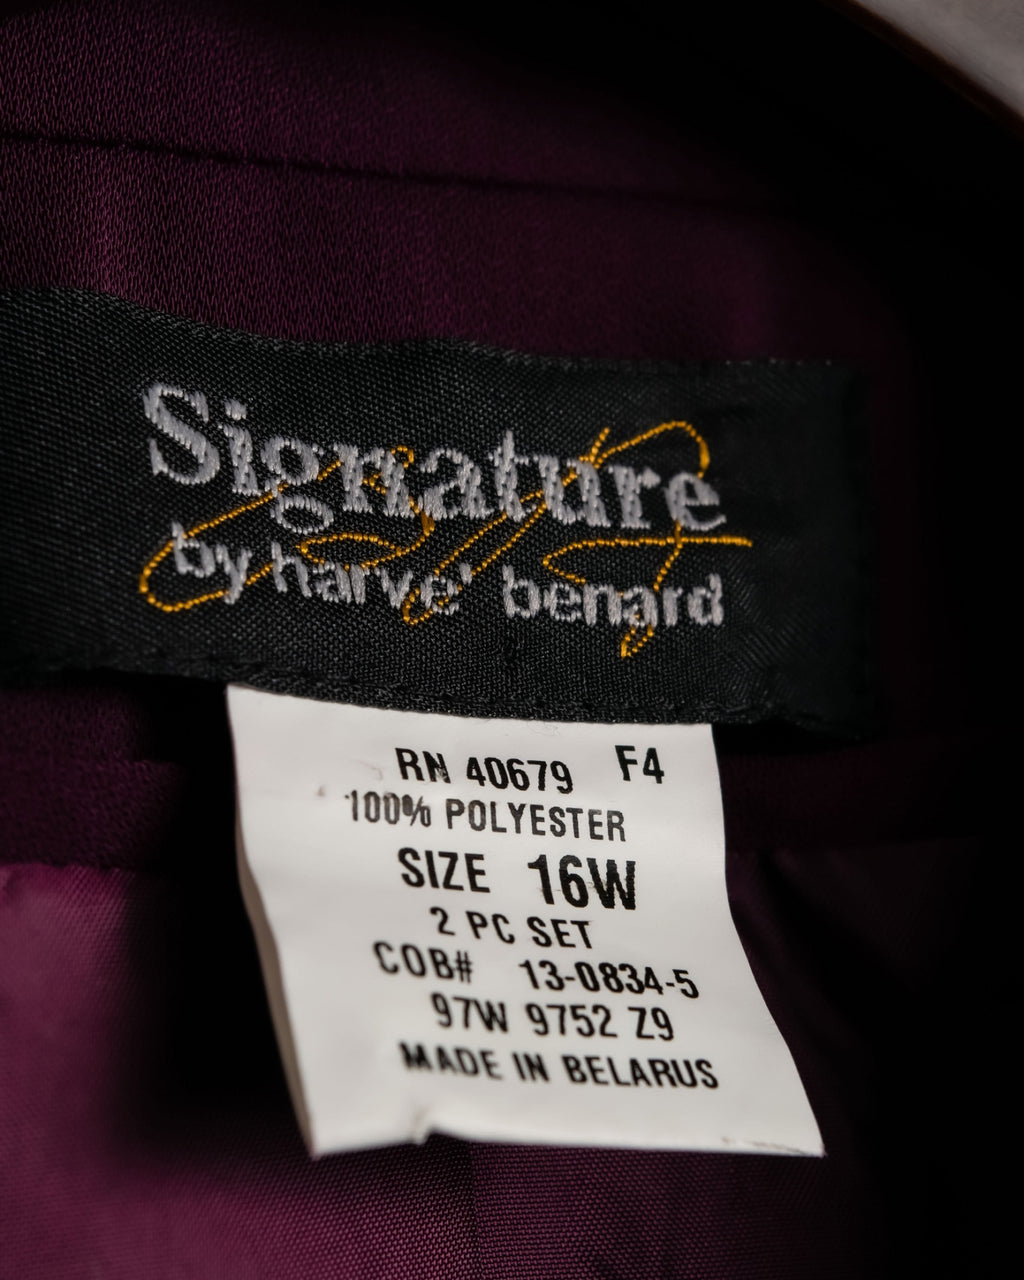 Signature
by harve' benard
RN 40679 F4
100% POLYESTER
SIZE 16W
2 PC SET
COB# 13-0834-5
97W 9752 Z9
MADE IN BELARUS